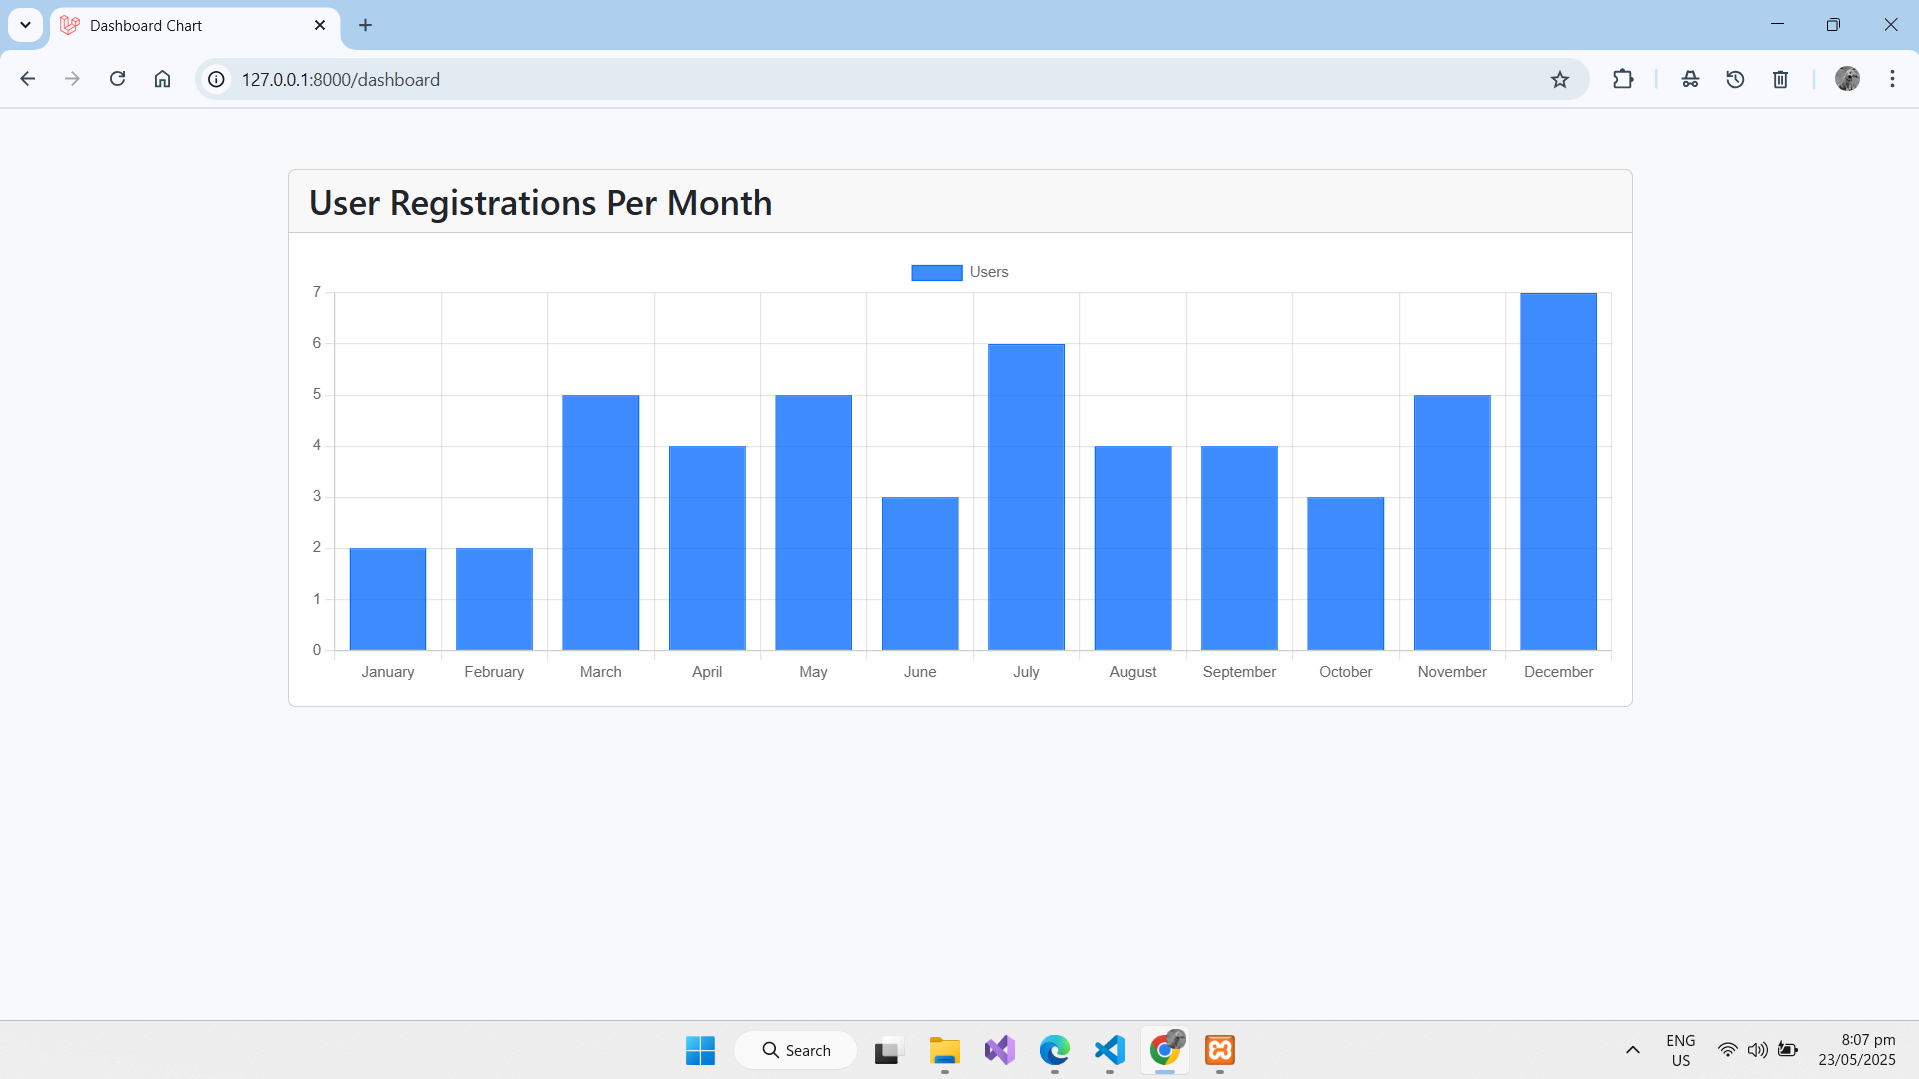 Dashboard Chart
127.0.0.1:8000/dashboard
User Registrations Per Month
Users
7
6
5
4
3
2
1
0
January February March April May June July August September October November December
Search
ENG
US
8:07 pm
23/05/2025